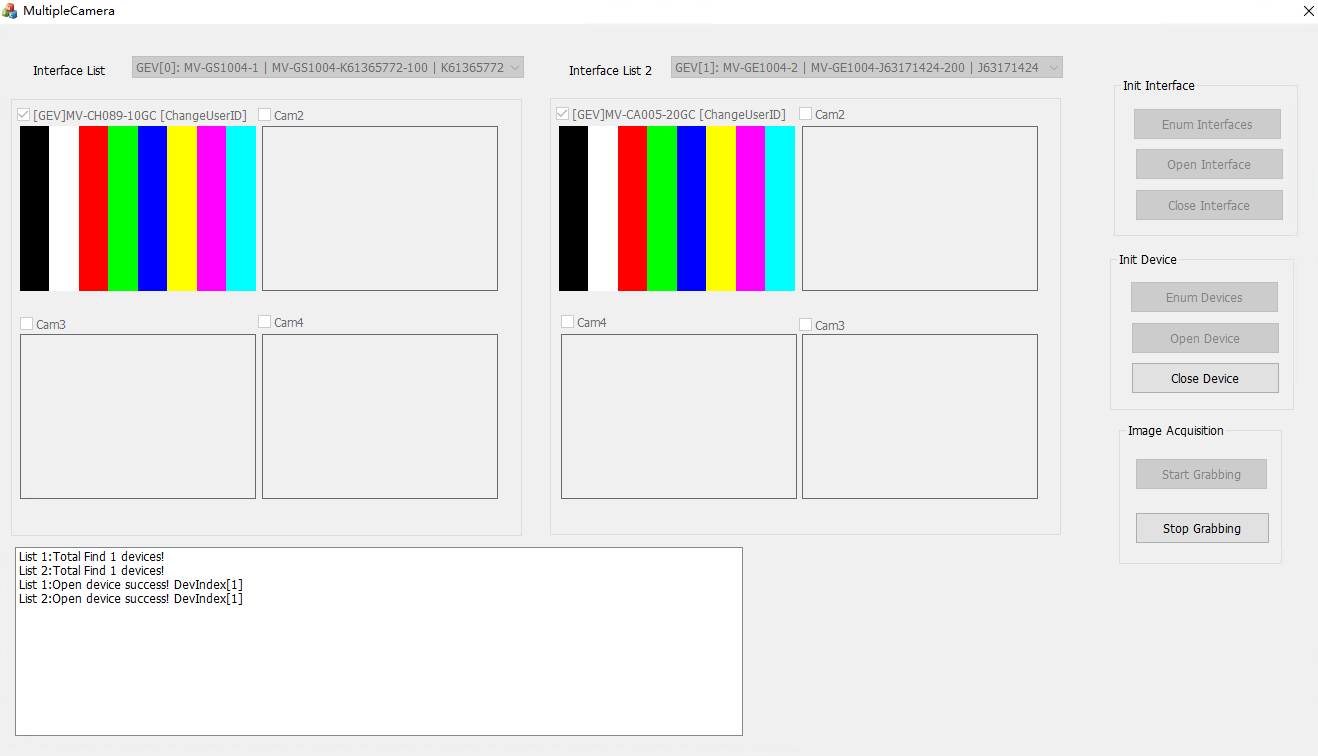 MultipleCamera
Interface List
GEV[0]: MV-GS1004-1 | MV-GS1004-K61365772-100 | K61365772
Interface List 2
GEV[1]: MV-GE1004-2 | MV-GE1004-J63171424-200 | J63171424
[GEV]MV-CH089-10GC [ChangeUserID]
Cam2
[GEV]MV-CA005-20GC [ChangeUserID]
Cam2
Cam3
Cam4
Cam4
Cam3
Init Interface
Enum Interfaces
Open Interface
Close Interface
Init Device
Enum Devices
Open Device
Close Device
Image Acquisition
Start Grabbing
Stop Grabbing
List 1:Total Find 1 devices!
List 2:Total Find 1 devices!
List 1:Open device success! DevIndex[1]
List 2:Open device success! DevIndex[1]